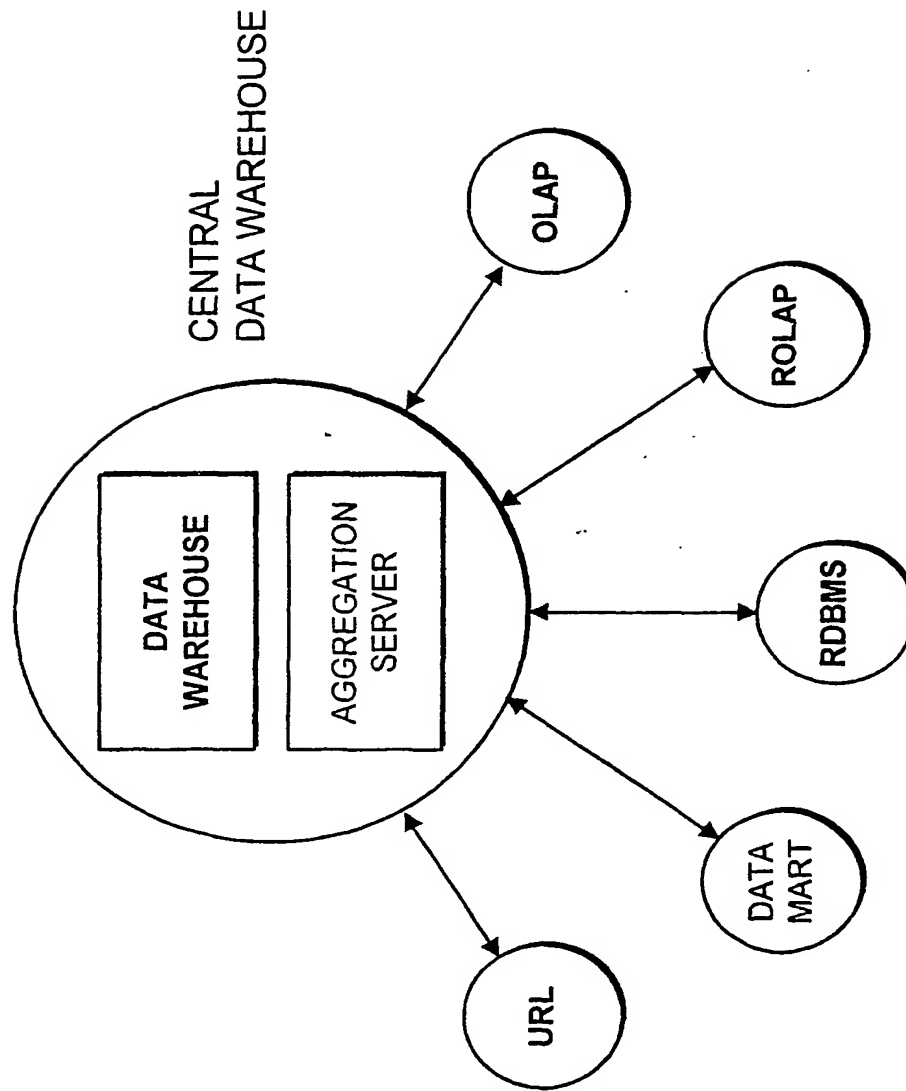 CENTRAL
DATA WAREHOUSE
DATA
WAREHOUSE
AGGREGATION
SERVER
URL
DATA
MART
RDBMS
ROLAP
OLAP